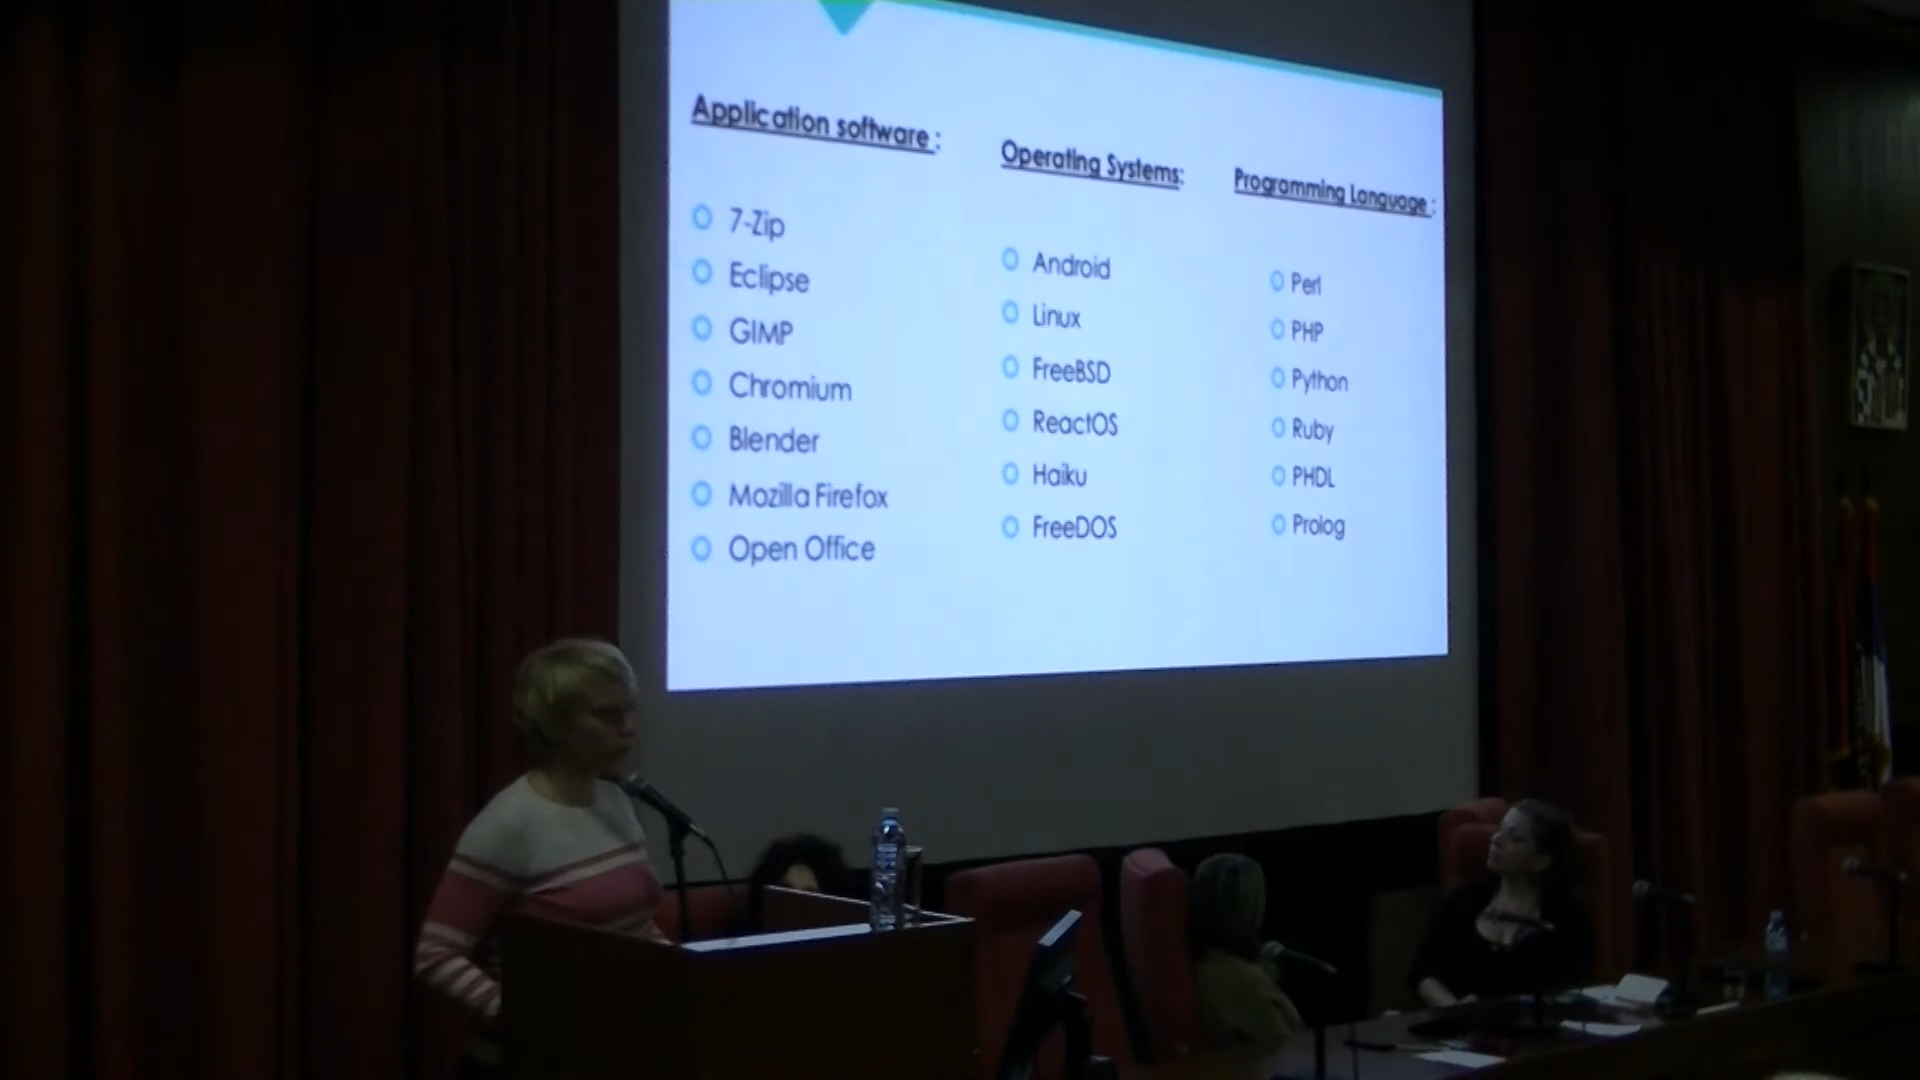 Application software :
7-Zip
Eclipse
GIMP
Chromium
Blender
Mozilla Firefox
Open Office
Operating Systems:
Android
Linux
FreeBSD
ReactOS
Haiku
FreeDOS
Programming Language :
Perl
PHP
Python
Ruby
PHDL
Prolog